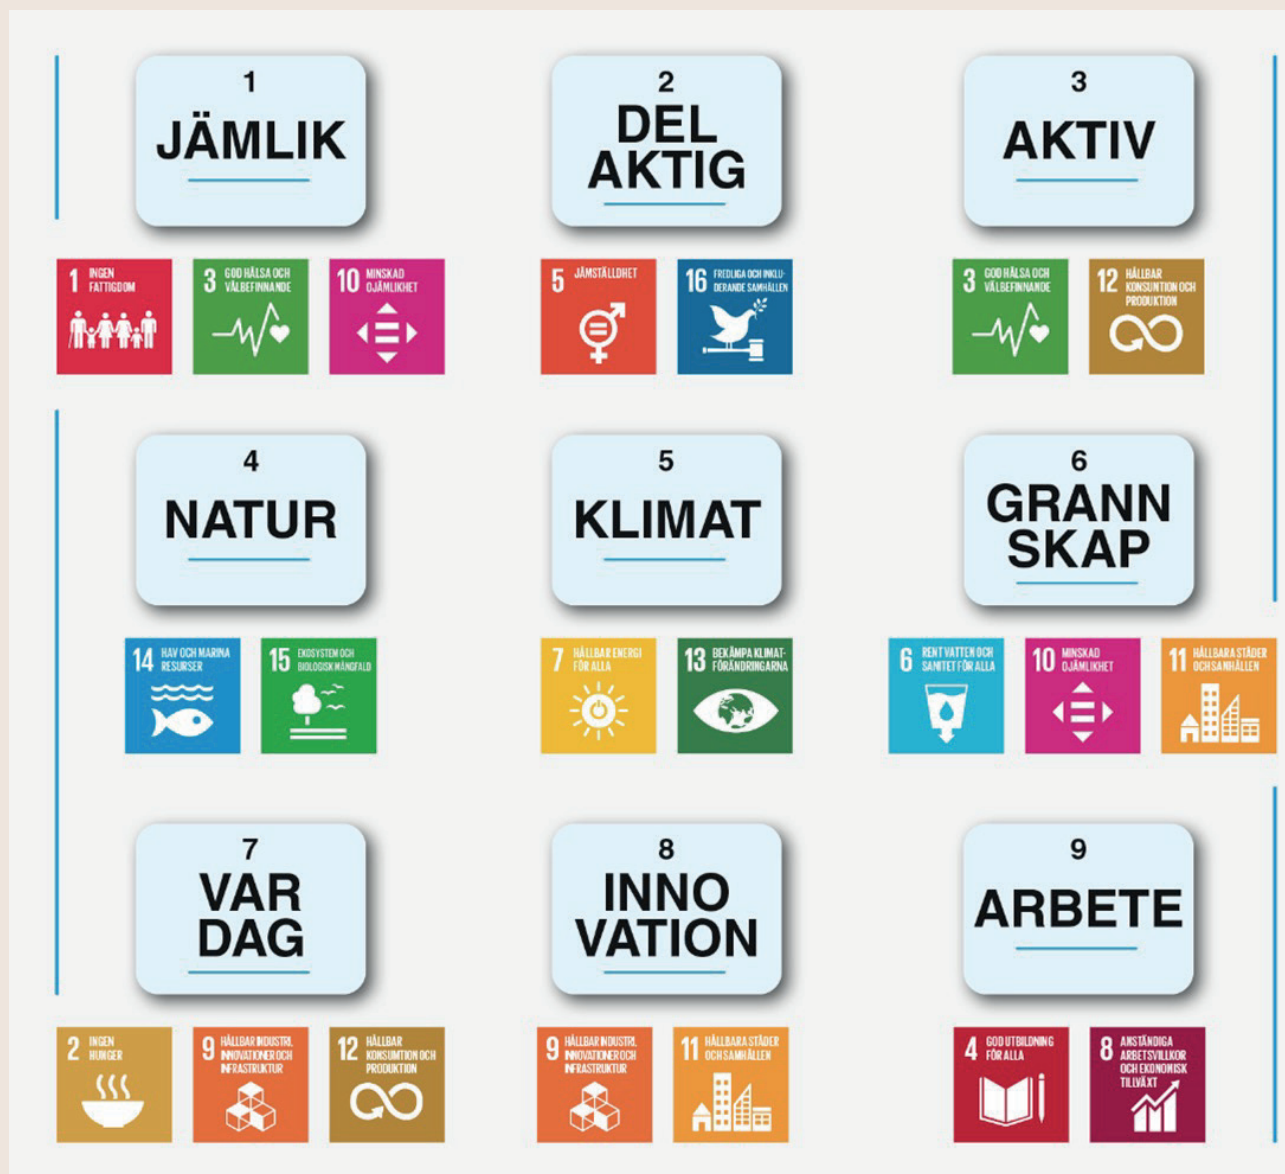 1
JÄMLIK
2
DEL
AKTIG
3
AKTIV
1 INGEN
FATTIGDOM
3 GOD HÄLSA OCH
VÄLBEFINNANDE
10 MINSKAD
OJÄMLIKHET
5 JÄMSTÄLLDHET
16 FREDLIGA OCH INKLU-
DERANDE SAMHÄLLEN
3 GOD HÄLSA OCH
VÄLBEFINNANDE
12 HÅLLBAR
KONSUMTION OCH
PRODUKTION
4
NATUR
5
KLIMAT
6
GRANN
SKAP
14 HAV OCH MARINA
RESURSER
15 EKOSYSTEM OCH
BIOLOGISK MÅNGFALD
7 HÅLLBAR ENERGI
FÖR ALLA
13 BEKÄMPA KLIMAT-
FÖRÄNDRINGARNA
6 RENT VATTEN OCH
SANITET FÖR ALLA
10 MINSKAD
OJÄMLIKHET
11 HÅLLBARA STÄDER
OCH SAMHÄLLEN
7
VAR
DAG
8
INNO
VATION
9
ARBETE
2 INGEN
HUNGER
9 HÅLLBAR INDUSTRI,
INNOVATIONER OCH
INFRASTRUKTUR
12 HÅLLBAR
KONSUMTION OCH
PRODUKTION
9 HÅLLBAR INDUSTRI,
INNOVATIONER OCH
INFRASTRUKTUR
11 HÅLLBARA STÄDER
OCH SAMHÄLLEN
4 GOD UTBILDNING
FÖR ALLA
8 ANSTÄNDIGA
ARBETSVILLKOR
OCH EKONOMISK
TILLVÄXT